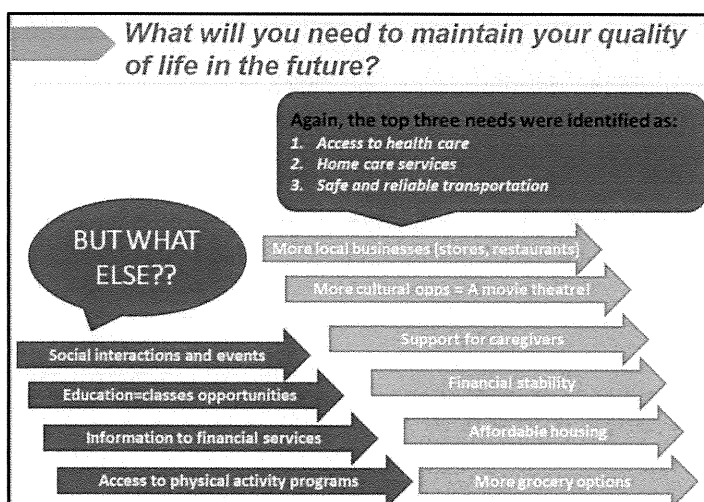 What will you need to maintain your quality
of life in the future?
Again, the top three needs were identified as:
1. Access to health care
2. Home care services
3. Safe and reliable transportation
BUT WHAT
ELSE??
More local businesses (stores, restaurants)
More cultural opps = A movie theatre!
Support for caregivers
Financial stability
Affordable housing
More grocery options
Social interactions and events
Education=classes opportunities
Information to financial services
Access to physical activity programs